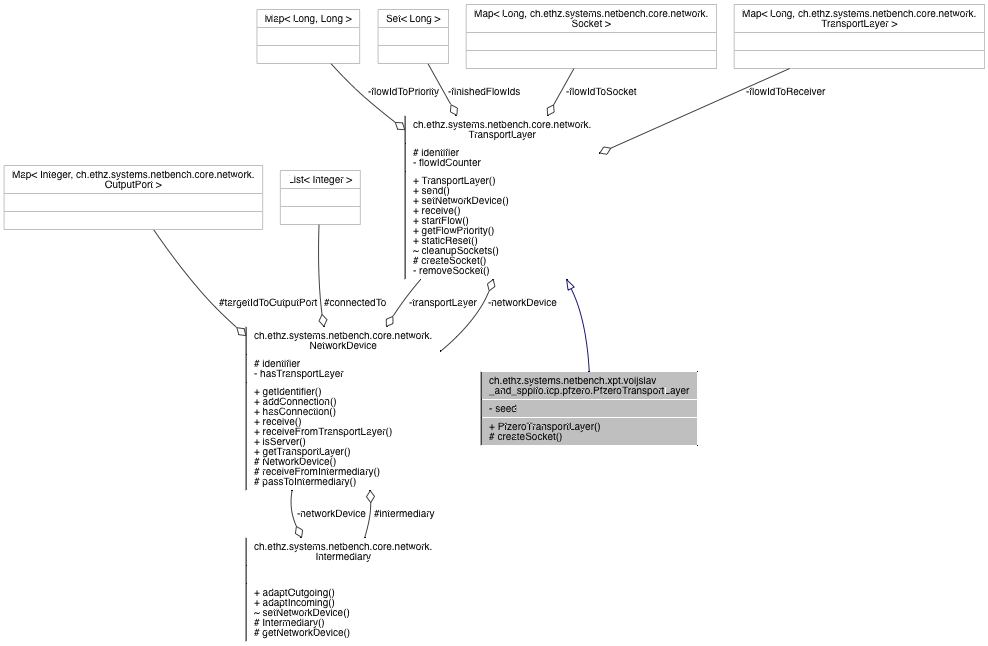 Map< Long, Long >
Set< Long >
Map< Long, ch.ethz.systems.netbench.core.network.
Socket >
Map< Long, ch.ethz.systems.netbench.core.network.
TransportLayer >
-flowIdToPriority
-finishedFlowIds
-flowIdToSocket
-flowIdToReceiver
ch.ethz.systems.netbench.core.network.
TransportLayer
# identifier
- flowIdCounter
+ TransportLayer()
+ send()
+ setNetworkDevice()
+ receive()
+ startFlow()
+ getFlowPriority()
+ staticReset()
~ cleanupSockets()
# createSocket()
- removeSocket()
Map< Integer, ch.ethz.systems.netbench.core.network.
OutputPort >
List< Integer >
#targetIdToOutputPort
#connectedTo
-transportLayer
-networkDevice
ch.ethz.systems.netbench.core.network.
NetworkDevice
# identifier
- hasTransportLayer
+ getIdentifier()
+ addConnection()
+ hasConnection()
+ receive()
+ receiveFromTransportLayer()
+ isServer()
+ getTransportLayer()
# NetworkDevice()
# receiveFromIntermediary()
# passToIntermediary()
ch.ethz.systems.netbench.xpt.voijslav
_and_sppifo.tcp.pfzero.PfzeroTransportLayer
- seed
+ PfzeroTransportLayer()
# createSocket()
-networkDevice
#intermediary
ch.ethz.systems.netbench.core.network.
Intermediary
+ adaptOutgoing()
+ adaptIncoming()
~ setNetworkDevice()
# Intermediary()
# getNetworkDevice()